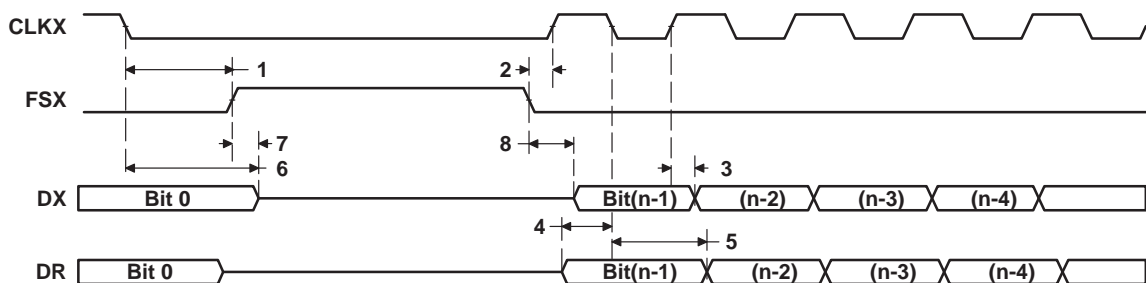 CLKX
1 2
FSX
7 8
6 3
DX Bit 0 Bit(n-1) (n-2) (n-3) (n-4)
4 5
DR Bit 0 Bit(n-1) (n-2) (n-3) (n-4)